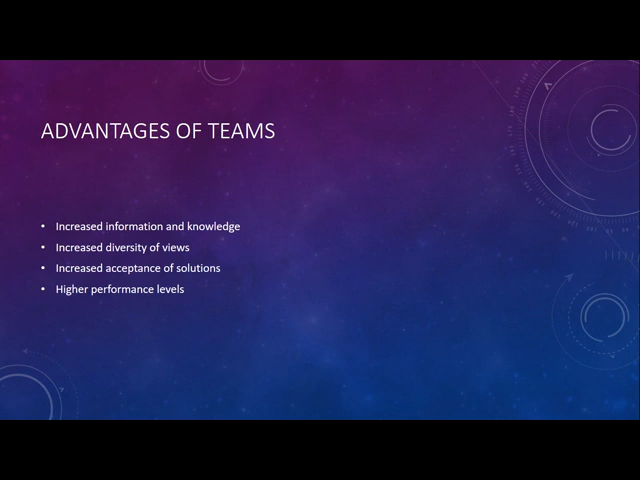 ADVANTAGES OF TEAMS
• Increased information and knowledge
• Increased diversity of views
• Increased acceptance of solutions
• Higher performance levels